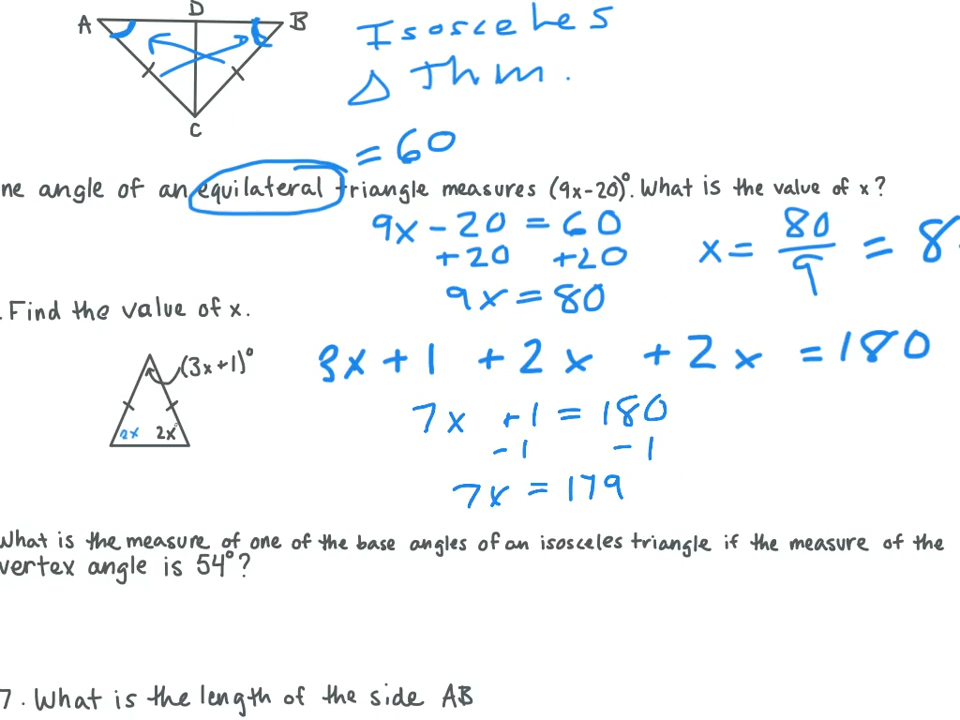 A D B
C
Isosceles
△ Thm.
= 60
ne angle of an equilateral triangle measures (9x-20)°. What is the value of x?
9x - 20 = 60
+20 +20
9x = 80
x = 80/9 = 8
. Find the value of x.
(3x+1)°
2x 2x°
3x + 1 + 2x + 2x = 180
7x + 1 = 180
- 1 - 1
7x = 179
What is the measure of one of the base angles of an isosceles triangle if the measure of the
vertex angle is 54°?
7. What is the length of the side AB